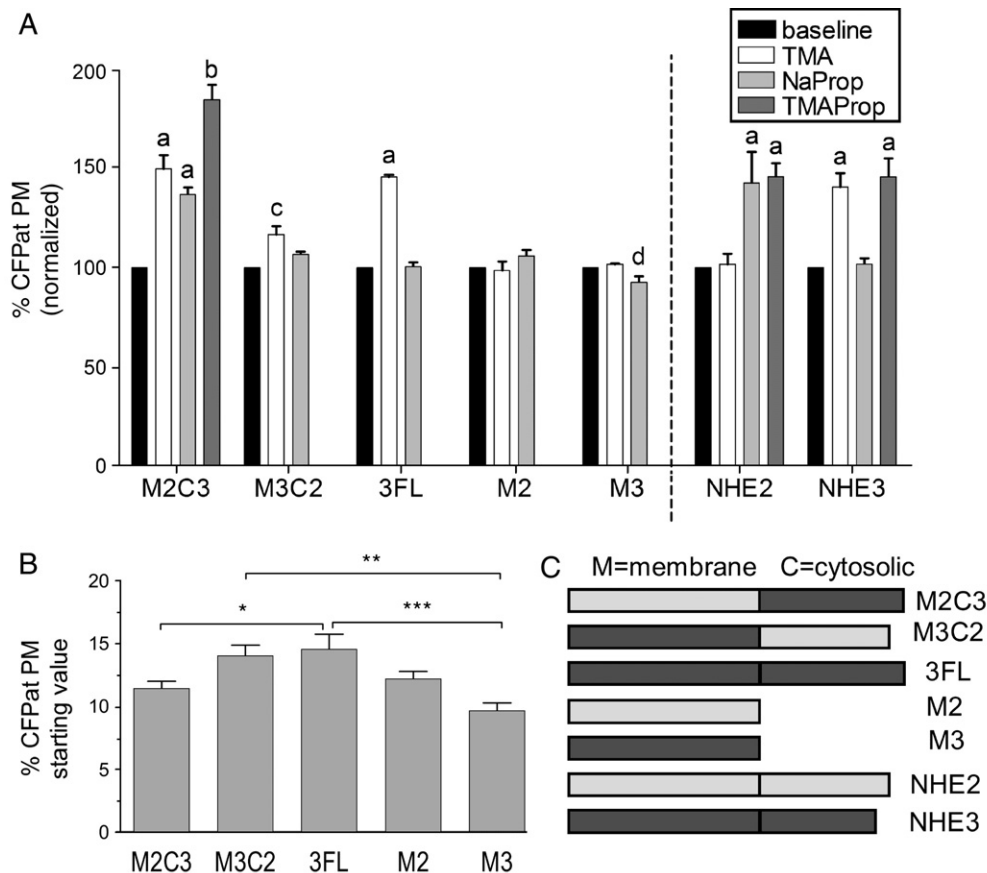 A
baseline
TMA
NaProp
TMAProp
% CFPat PM
(normalized)
200
150
100
50
0
a
a
b
c
a
d
a
a
a
a
M2C3
M3C2
3FL
M2
M3
NHE2
NHE3
B
% CFPat PM
starting value
20
15
10
5
0
**
*
***
M2C3
M3C2
3FL
M2
M3
C
M=membrane
C=cytosolic
M2C3
M3C2
3FL
M2
M3
NHE2
NHE3